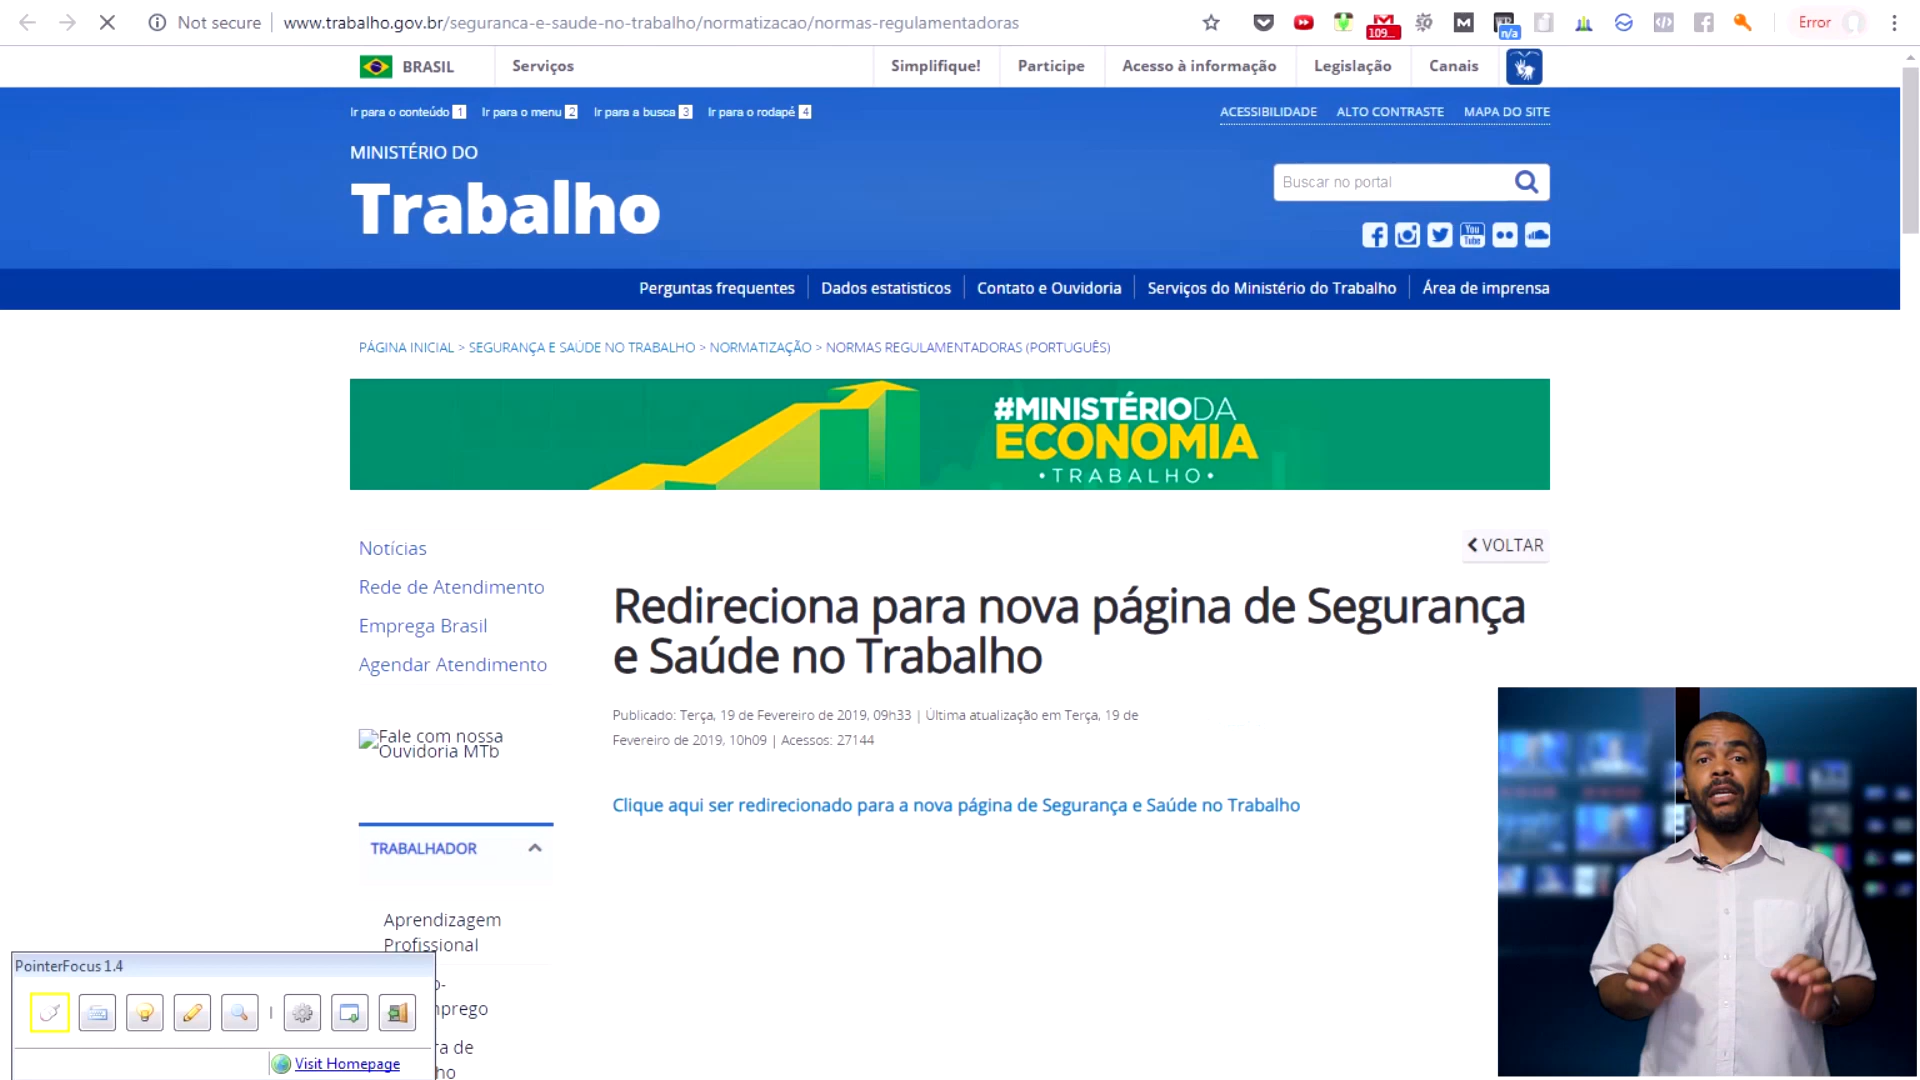 Not secure www.trabalho.gov.br/seguranca-e-saude-no-trabalho/normatizacao/normas-regulamentadoras
109...
n/a
Error
BRASIL Serviços Simplifique! Participe Acesso à informação Legislação Canais
Ir para o conteúdo 1 Ir para o menu 2 Ir para a busca 3 Ir para o rodapé 4
ACESSIBILIDADE ALTO CONTRASTE MAPA DO SITE
MINISTÉRIO DO
Trabalho
Buscar no portal
You
Tube
Perguntas frequentes Dados estatisticos Contato e Ouvidoria Serviços do Ministério do Trabalho Área de imprensa
PÁGINA INICIAL > SEGURANÇA E SAÚDE NO TRABALHO > NORMATIZAÇÃO > NORMAS REGULAMENTADORAS (PORTUGUÊS)
#MINISTÉRIODA
ECONOMIA
•TRABALHO•
VOLTAR
Notícias
Rede de Atendimento
Emprega Brasil
Agendar Atendimento
Fale com nossa
Ouvidoria MTb
TRABALHADOR
Aprendizagem
Profissional
Redireciona para nova página de Segurança
e Saúde no Trabalho
Publicado: Terça, 19 de Fevereiro de 2019, 09h33 | Última atualização em Terça, 19 de
Fevereiro de 2019, 10h09 | Acessos: 27144
Clique aqui ser redirecionado para a nova página de Segurança e Saúde no Trabalho
PointerFocus 1.4
Visit Homepage